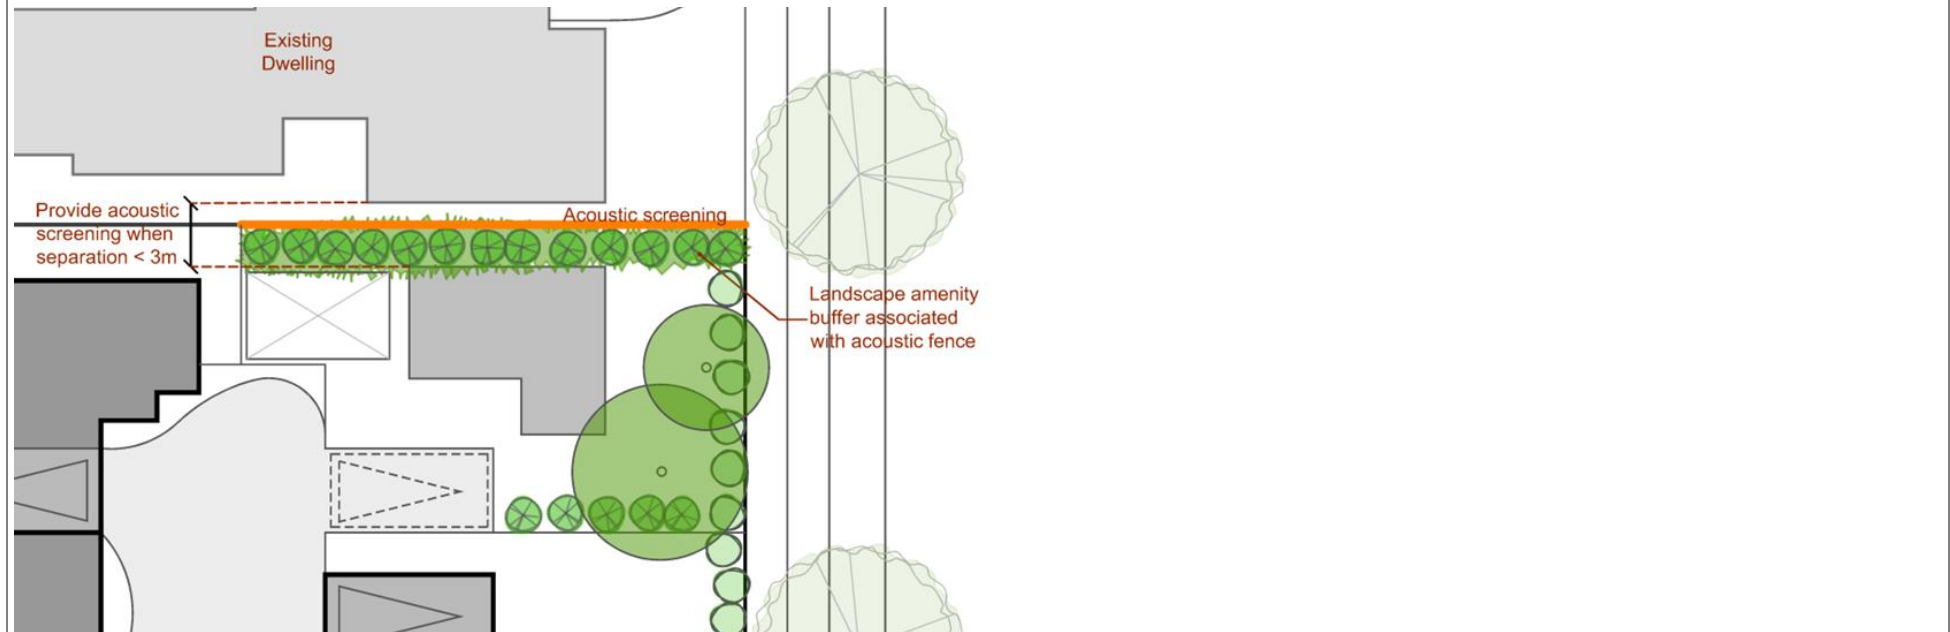 Existing
Dwelling
Provide acoustic
screening when
separation < 3m
Acoustic screening
Landscape amenity
buffer associated
with acoustic fence